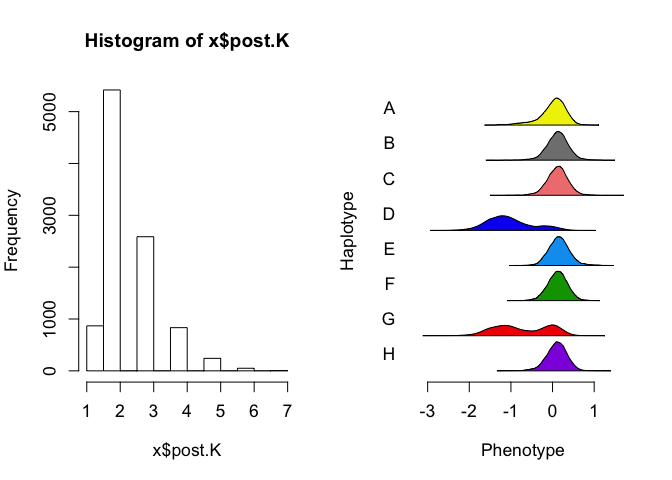 Histogram of x$post.K
Frequency
0
1000
3000
5000
1 2 3 4 5 6 7
x$post.K
Haplotype
A
B
C
D
E
F
G
H
-3 -2 -1 0 1
Phenotype